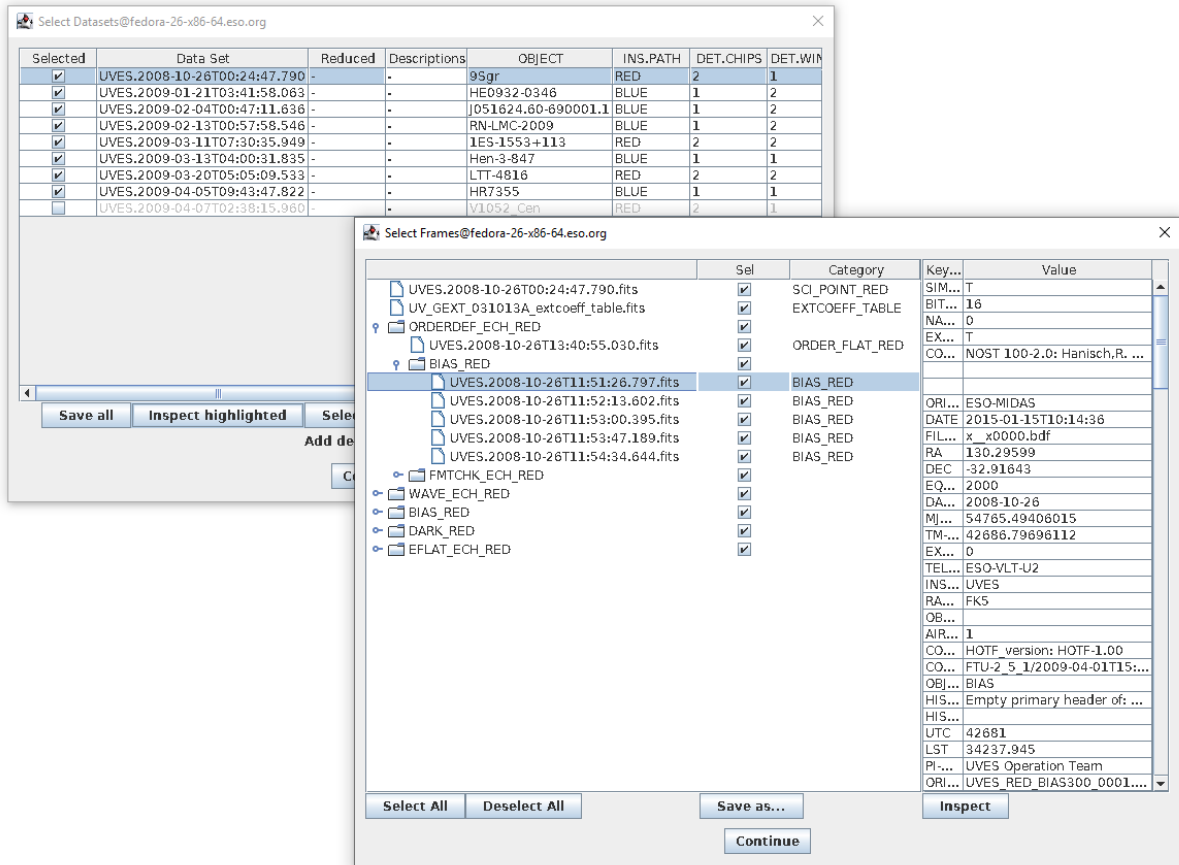 Select Datasets@fedora-26-x86-64.eso.org
Selected Data Set Reduced Descriptions OBJECT INS.PATH DET.CHIPS DET.WIN
UVES.2008-10-26T00:24:47.790 - - 9Sgr RED 2 1
UVES.2009-01-21T03:41:58.063 - - HE0932-0346 BLUE 1 2
UVES.2009-02-04T00:47:11.636 - - J051624.60-690001.1 BLUE 1 2
UVES.2009-02-13T00:57:58.546 - - RN-LMC-2009 BLUE 1 2
UVES.2009-03-11T07:30:35.949 - - 1ES-1553+113 RED 2 2
UVES.2009-03-13T04:00:31.835 - - Hen-3-847 BLUE 1 1
UVES.2009-03-20T05:05:09.533 - - LTT-4816 RED 2 2
UVES.2009-04-05T09:43:47.822 - - HR7355 BLUE 1 1
UVES.2009-04-07T02:38:15.960 - - V1052_Cen RED 2 1
Save all Inspect highlighted Selec
Add de
Co
Select Frames@fedora-26-x86-64.eso.org
Sel Category Key... Value
UVES.2008-10-26T00:24:47.790.fits SCI_POINT_RED
UV_GEXT_031013A_extcoeff_table.fits EXTCOEFF_TABLE
ORDERDEF_ECH_RED
UVES.2008-10-26T13:40:55.030.fits ORDER_FLAT_RED
BIAS_RED
UVES.2008-10-26T11:51:26.797.fits BIAS_RED
UVES.2008-10-26T11:52:13.602.fits BIAS_RED
UVES.2008-10-26T11:53:00.395.fits BIAS_RED
UVES.2008-10-26T11:53:47.189.fits BIAS_RED
UVES.2008-10-26T11:54:34.644.fits BIAS_RED
FMTCHK_ECH_RED
WAVE_ECH_RED
BIAS_RED
DARK_RED
EFLAT_ECH_RED
SIM... T
BIT... 16
NA... 0
EX... T
CO... NOST 100-2.0: Hanisch,R. ...
ORI... ESO-MIDAS
DATE 2015-01-15T10:14:36
FIL... x__x0000.bdf
RA 130.29599
DEC -32.91643
EQ... 2000
DA... 2008-10-26
MJ... 54765.49406015
TM-... 42686.79696112
EX... 0
TEL... ESO-VLT-U2
INS... UVES
RA... FK5
OB...
AIR... 1
CO... HOTF_version: HOTF-1.00
CO... FTU-2_5_1/2009-04-01T15:...
OBJ... BIAS
HIS... Empty primary header of: ...
HIS...
UTC 42681
LST 34237.945
PI-... UVES Operation Team
ORI... UVES_RED_BIAS300_0001....
Select All Deselect All Save as... Inspect
Continue